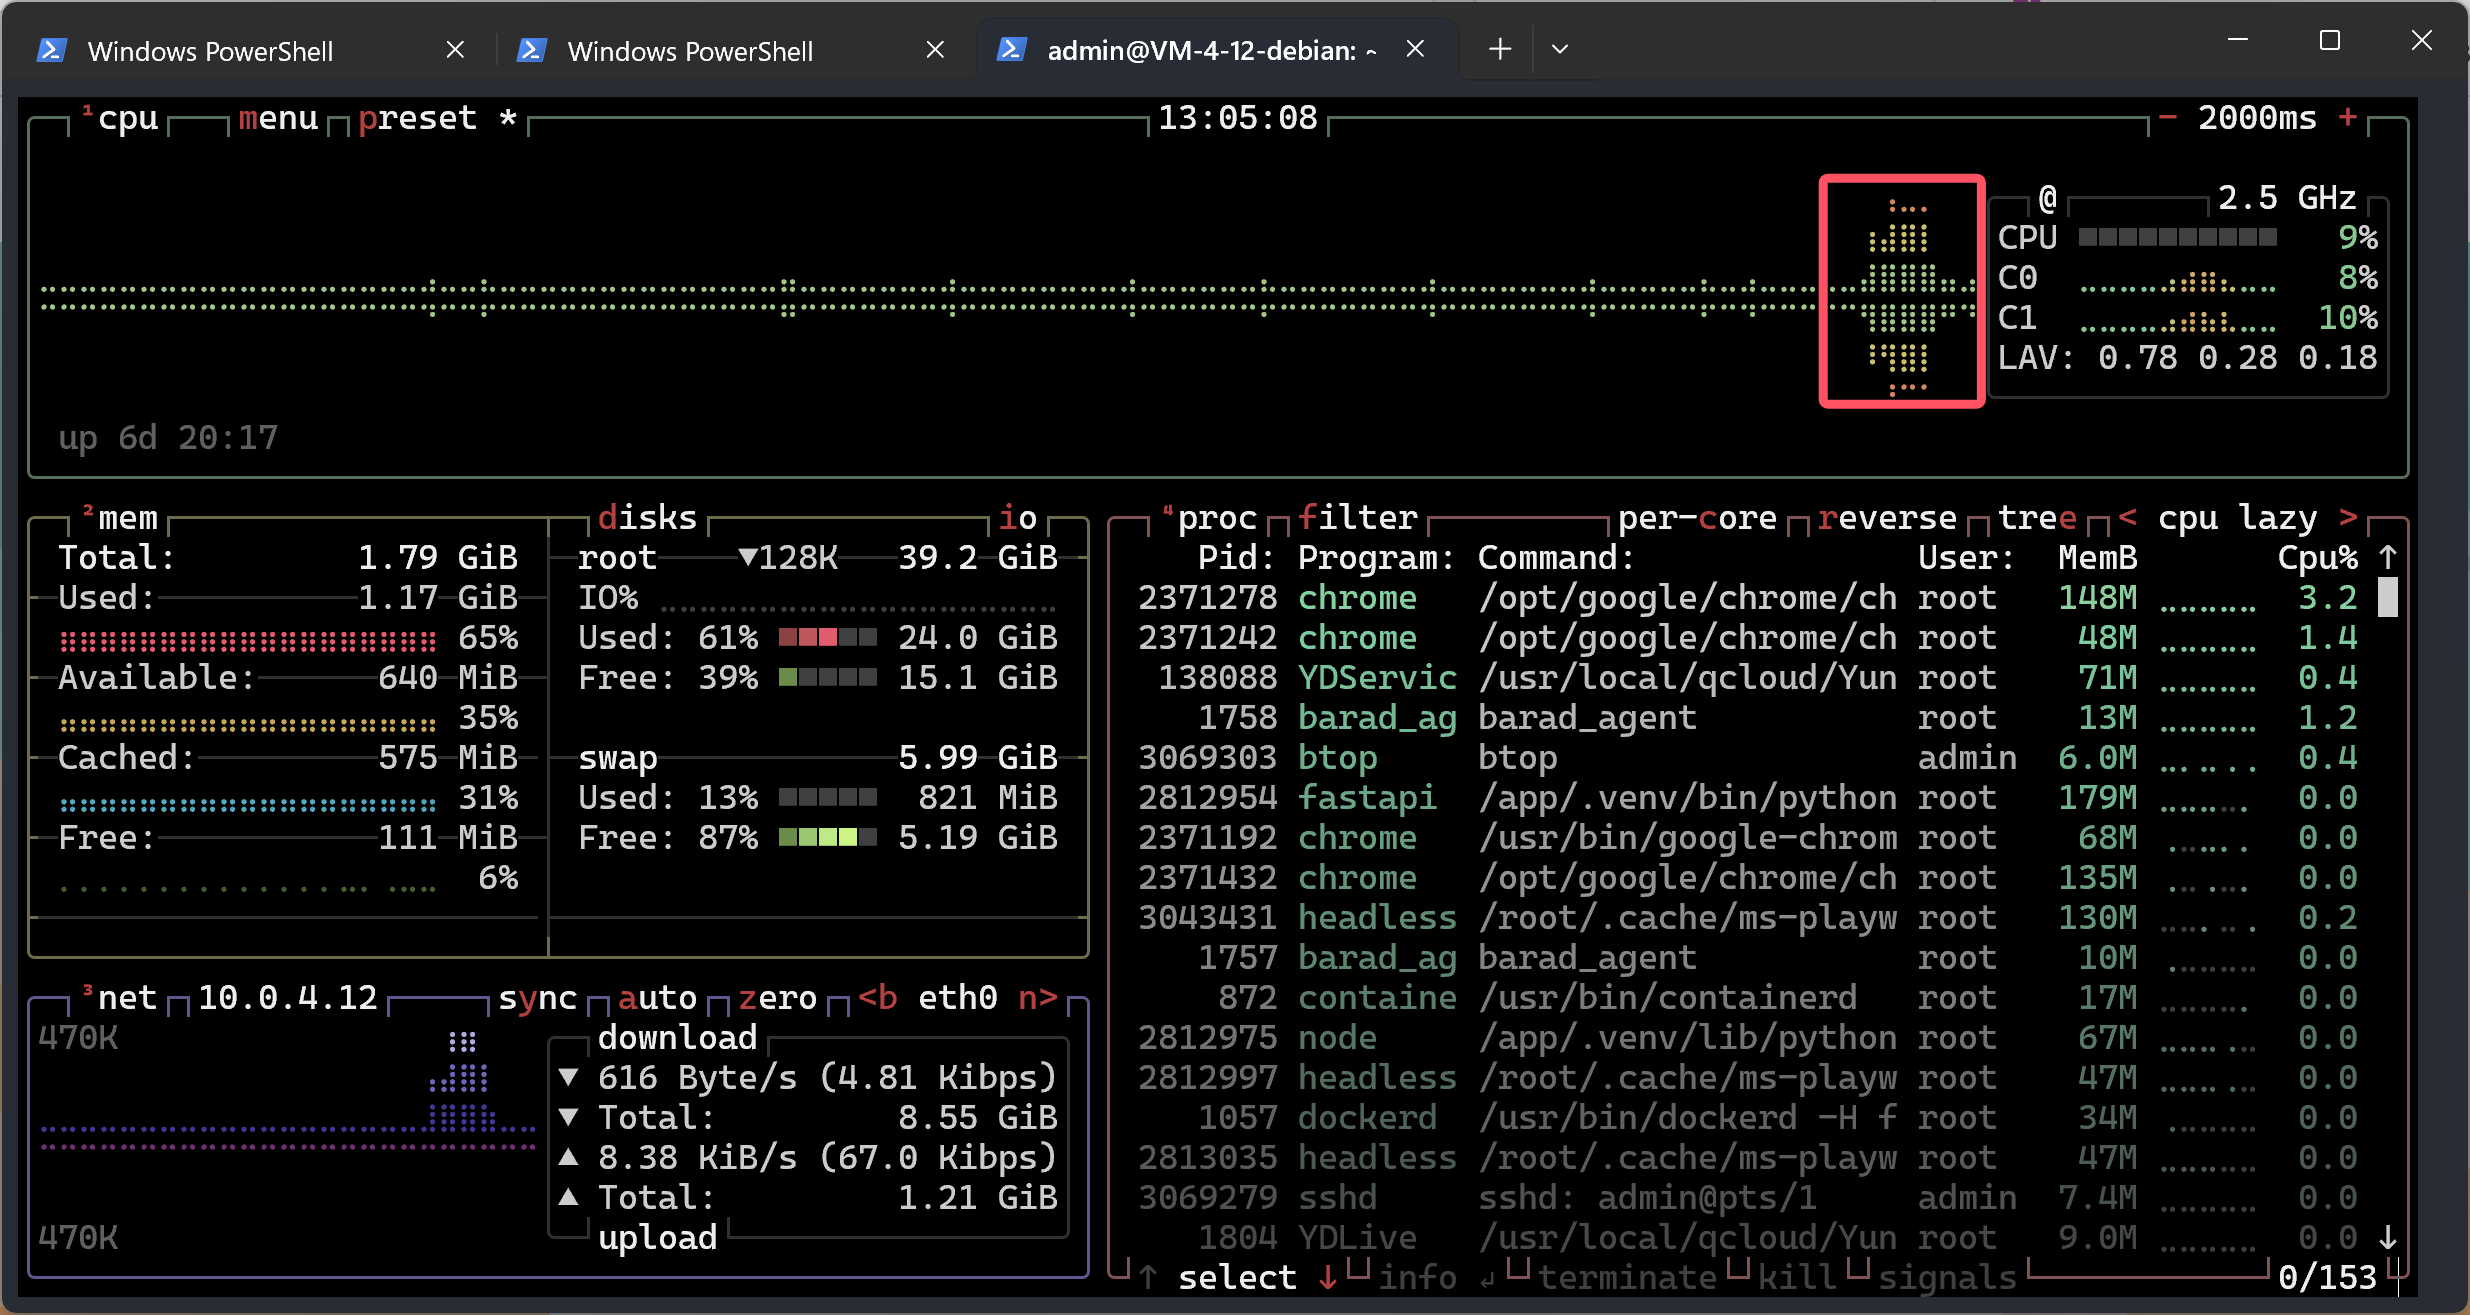 Windows PowerShell
Windows PowerShell
admin@VM-4-12-debian: ~
¹cpu menu preset * 13:05:08 - 2000ms +
@ 2.5 GHz
CPU 9%
C0 8%
C1 10%
LAV: 0.78 0.28 0.18
up 6d 20:17
²mem
Total: 1.79 GiB
Used: 1.17 GiB
65%
Available: 640 MiB
35%
Cached: 575 MiB
31%
Free: 111 MiB
6%
disks io
root ▼128K 39.2 GiB
IO%
Used: 61% 24.0 GiB
Free: 39% 15.1 GiB
swap 5.99 GiB
Used: 13% 821 MiB
Free: 87% 5.19 GiB
³net 10.0.4.12 sync auto zero <b eth0 n>
470K
470K
download
▼ 616 Byte/s (4.81 Kibps)
▼ Total: 8.55 GiB
▲ 8.38 KiB/s (67.0 Kibps)
▲ Total: 1.21 GiB
upload
⁴proc filter per-core reverse tree < cpu lazy >
Pid: Program: Command: User: MemB Cpu% ↑
2371278 chrome /opt/google/chrome/ch root 148M 3.2
2371242 chrome /opt/google/chrome/ch root 48M 1.4
138088 YDServic /usr/local/qcloud/Yun root 71M 0.4
1758 barad_ag barad_agent root 13M 1.2
3069303 btop btop admin 6.0M 0.4
2812954 fastapi /app/.venv/bin/python root 179M 0.0
2371192 chrome /usr/bin/google-chrom root 68M 0.0
2371432 chrome /opt/google/chrome/ch root 135M 0.0
3043431 headless /root/.cache/ms-playw root 130M 0.2
1757 barad_ag barad_agent root 10M 0.0
872 containe /usr/bin/containerd root 17M 0.0
2812975 node /app/.venv/lib/python root 67M 0.0
2812997 headless /root/.cache/ms-playw root 47M 0.0
1057 dockerd /usr/bin/dockerd -H f root 34M 0.0
2813035 headless /root/.cache/ms-playw root 47M 0.0
3069279 sshd sshd: admin@pts/1 admin 7.4M 0.0
1804 YDLive /usr/local/qcloud/Yun root 9.0M 0.0 ↓
↑ select ↓ info ↲ terminate kill signals 0/153